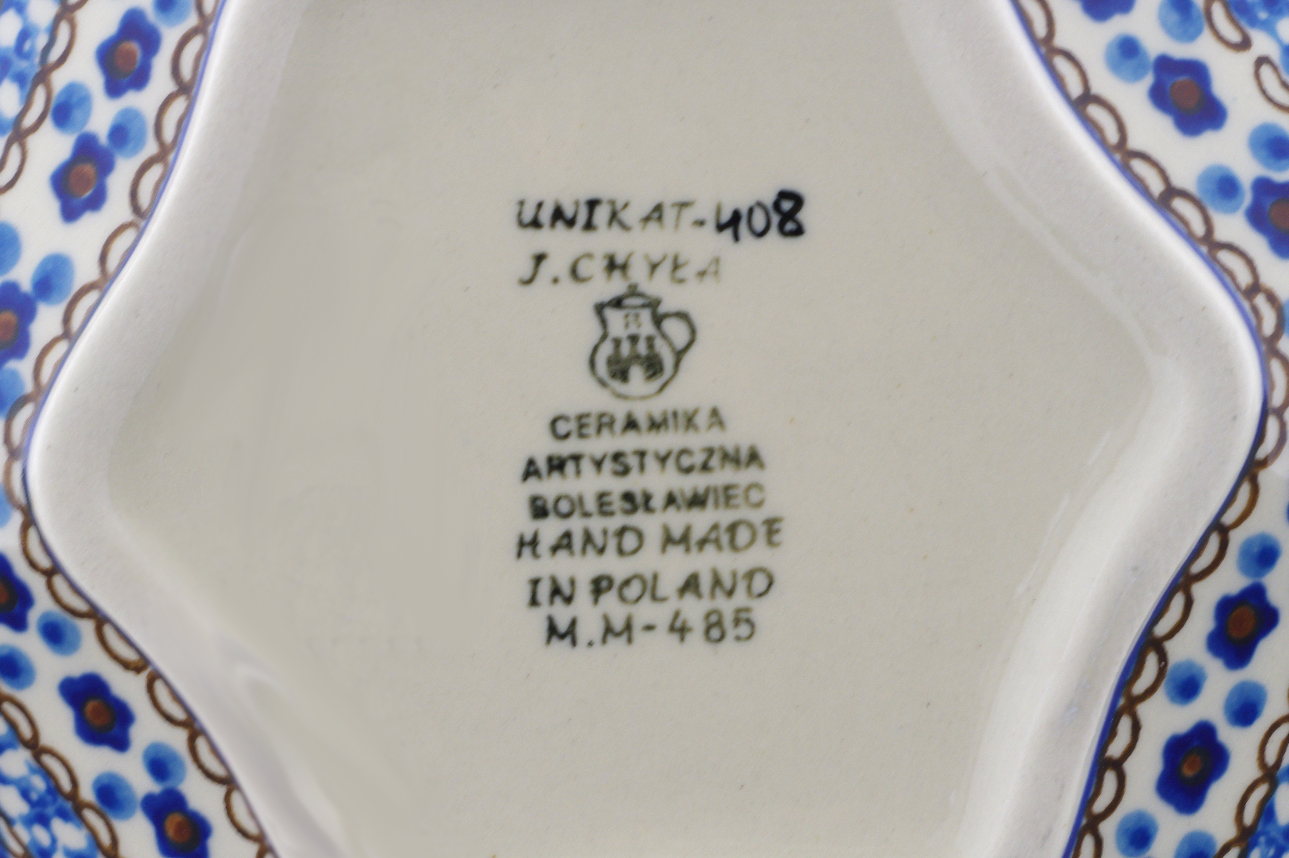 UNIKAT-408
J. CHYŁA
CERAMIKA
ARTYSTYCZNA
BOLESŁAWIEC
HAND MADE
IN POLAND
M.M-485